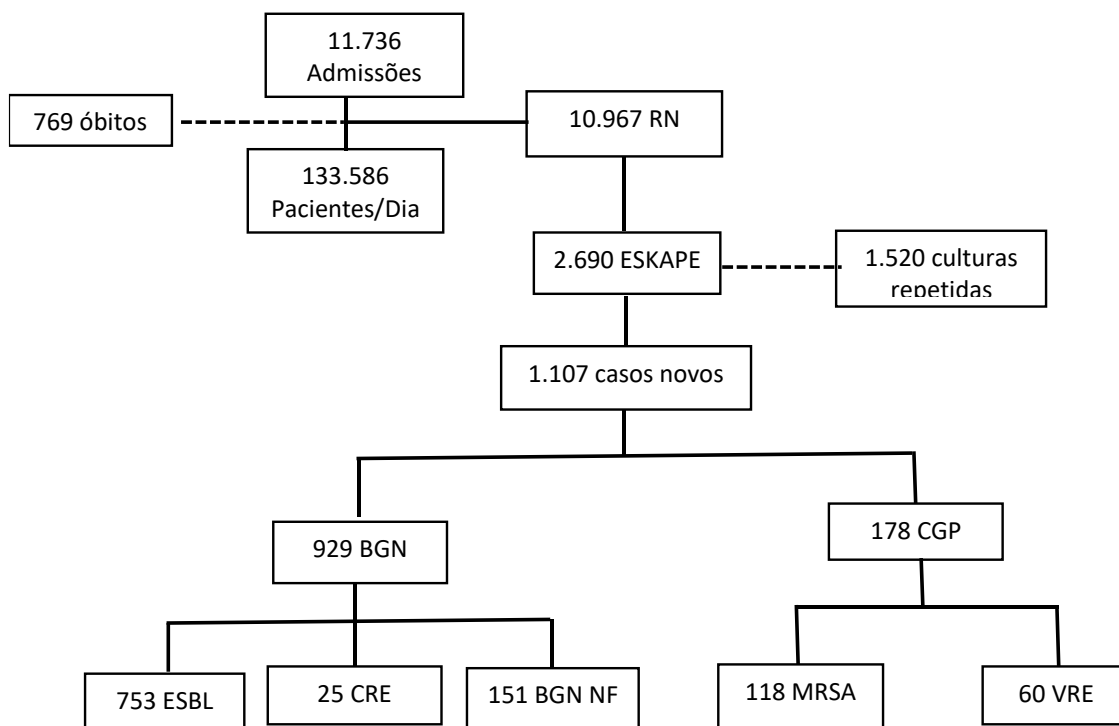 11.736
Admissões
769 óbitos
10.967 RN
133.586
Pacientes/Dia
2.690 ESKAPE
1.520 culturas
repetidas
1.107 casos novos
929 BGN
178 CGP
753 ESBL
25 CRE
151 BGN NF
118 MRSA
60 VRE